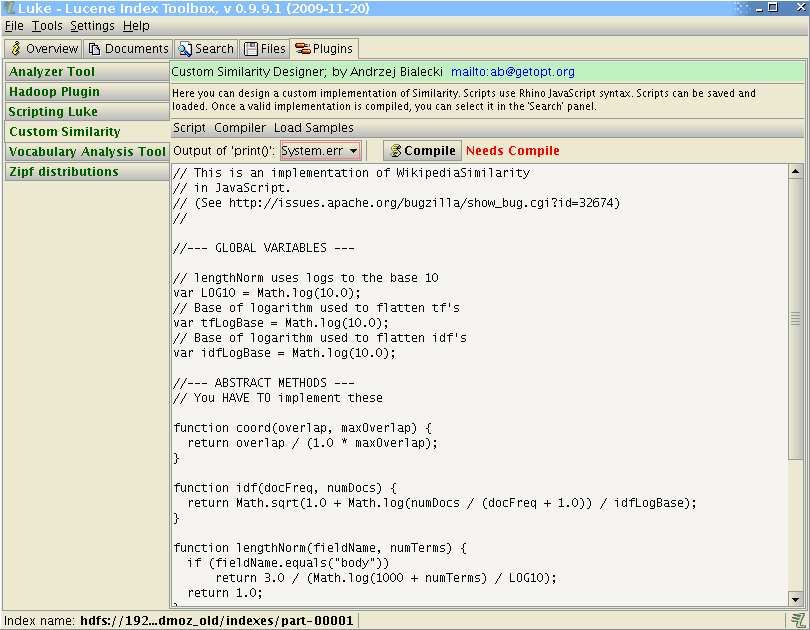 Luke - Lucene Index Toolbox, v 0.9.9.1 (2009-11-20)
File Tools Settings Help
Overview Documents Search Files Plugins
Analyzer Tool
Hadoop Plugin
Scripting Luke
Custom Similarity
Vocabulary Analysis Tool
Zipf distributions
Custom Similarity Designer; by Andrzej Bialecki mailto:ab@getopt.org
Here you can design a custom implementation of Similarity. Scripts use Rhino JavaScript syntax. Scripts can be saved and
loaded. Once a valid implementation is compiled, you can select it in the 'Search' panel.
Script Compiler Load Samples
Output of 'print()': System.err Compile Needs Compile
// This is an implementation of WikipediaSimilarity
// in JavaScript.
// (See http://issues.apache.org/bugzilla/show_bug.cgi?id=32674)
//
//--- GLOBAL VARIABLES ---
// lengthNorm uses logs to the base 10
var LOG10 = Math.log(10.0);
// Base of logarithm used to flatten tf's
var tfLogBase = Math.log(10.0);
// Base of logarithm used to flatten idf's
var idfLogBase = Math.log(10.0);
//--- ABSTRACT METHODS ---
// You HAVE TO implement these
function coord(overlap, maxOverlap) {
return overlap / (1.0 * maxOverlap);
}
function idf(docFreq, numDocs) {
return Math.sqrt(1.0 + Math.log(numDocs / (docFreq + 1.0)) / idfLogBase);
}
function lengthNorm(fieldName, numTerms) {
if (fieldName.equals("body"))
return 3.0 / (Math.log(1000 + numTerms) / LOG10);
return 1.0;
}
Index name: hdfs://192...dmoz_old/indexes/part-00001